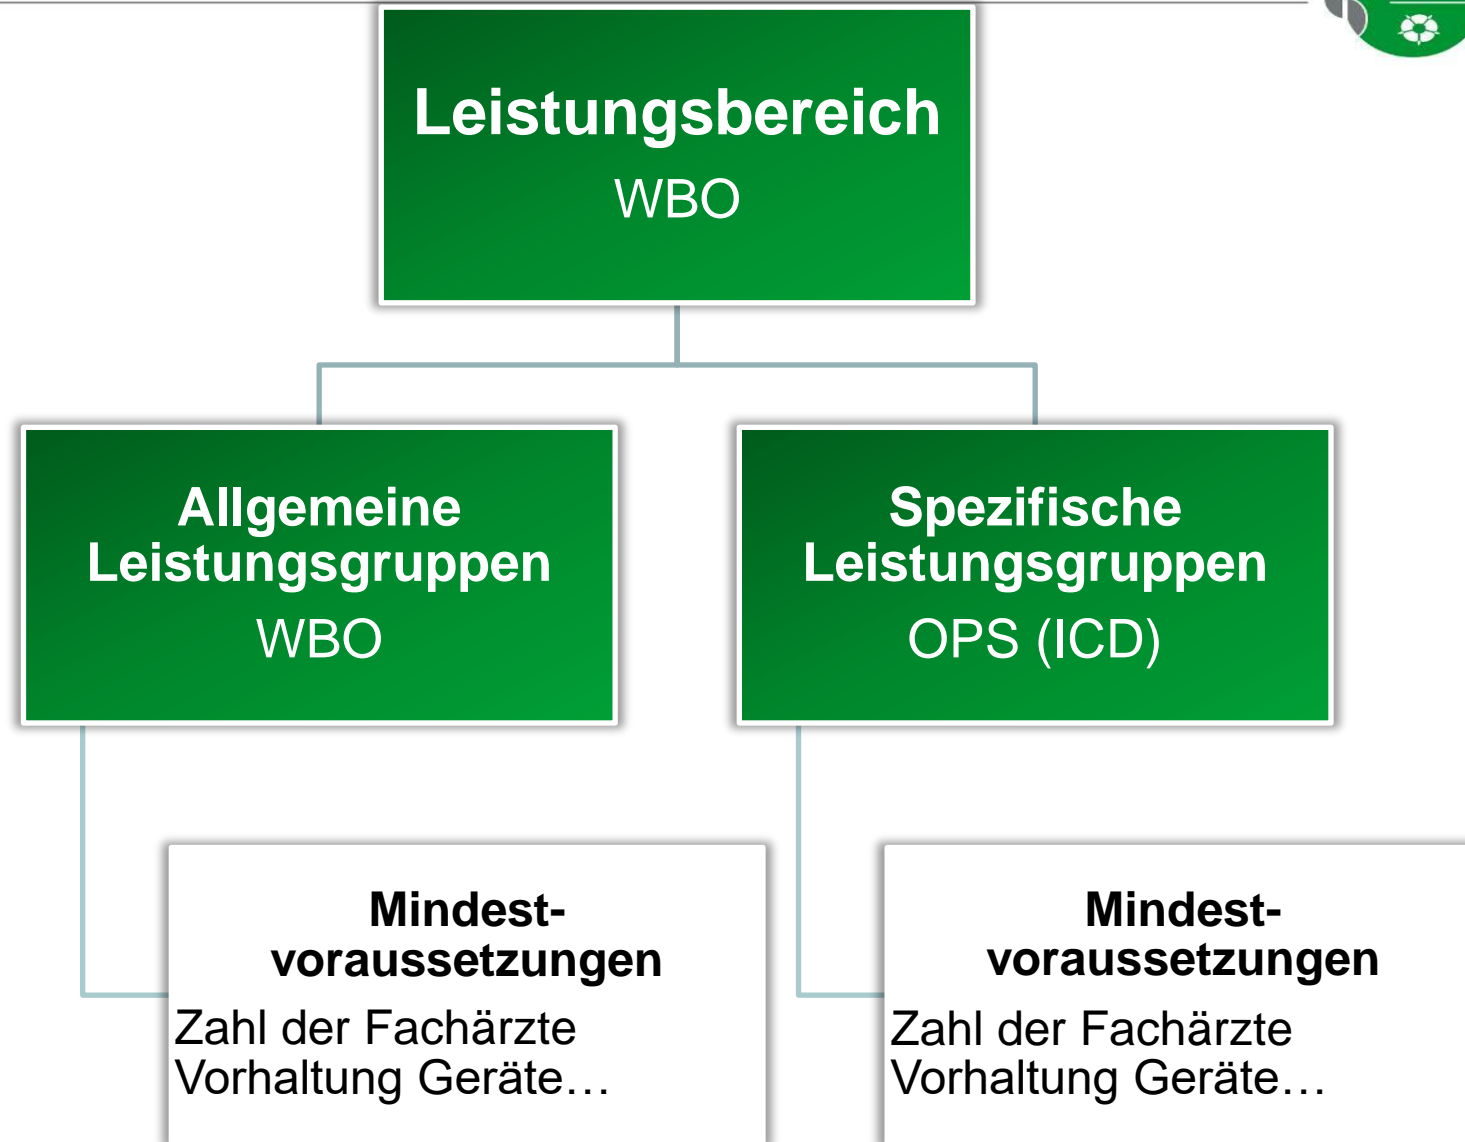 Leistungsbereich
WBO
Allgemeine
Leistungsgruppen
WBO
Spezifische
Leistungsgruppen
OPS (ICD)
Mindest-
voraussetzungen
Zahl der Fachärzte
Vorhaltung Geräte…
Mindest-
voraussetzungen
Zahl der Fachärzte
Vorhaltung Geräte…